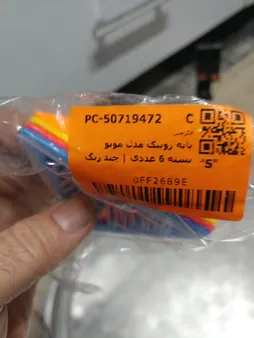 PC-50719472 C
پایه روبیک مدل مویو
بسته 6 عددی | چند رنگ
"S"
0FF2689E